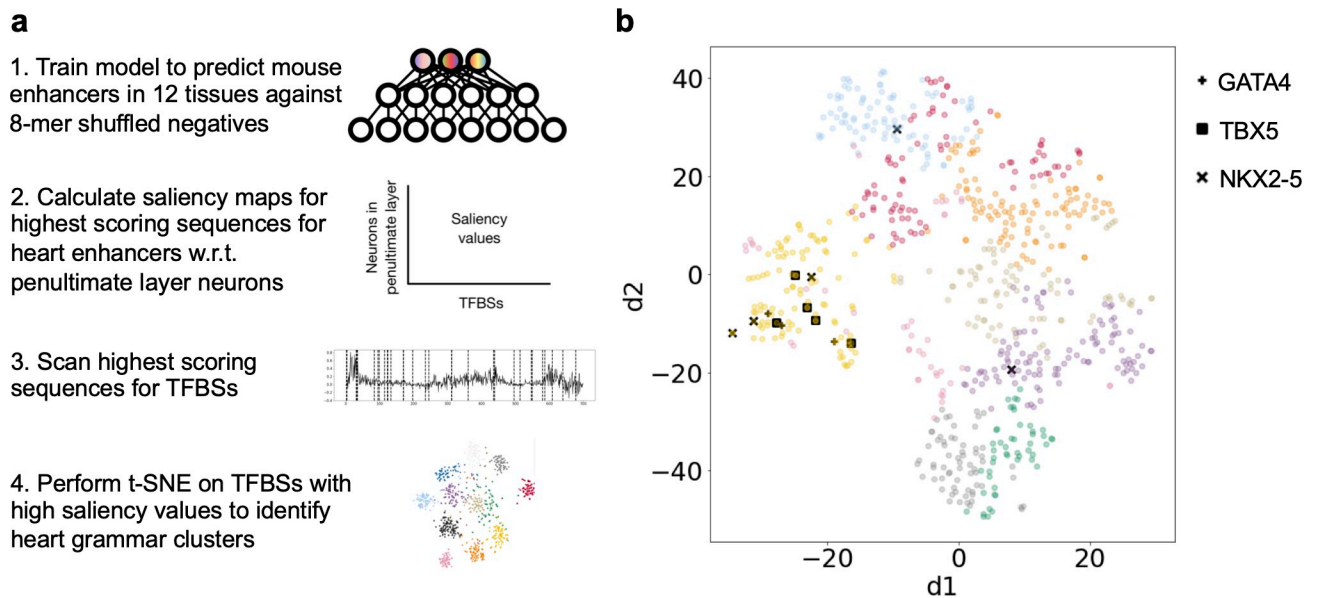 a
1. Train model to predict mouse
enhancers in 12 tissues against
8-mer shuffled negatives
2. Calculate saliency maps for
highest scoring sequences for
heart enhancers w.r.t.
penultimate layer neurons
Neurons in
penultimate layer
Saliency
values
TFBSs
3. Scan highest scoring
sequences for TFBSs
4. Perform t-SNE on TFBSs with
high saliency values to identify
heart grammar clusters
b
40
20
0
−20
−40
d2
−20 0 20
d1
GATA4
TBX5
NKX2-5